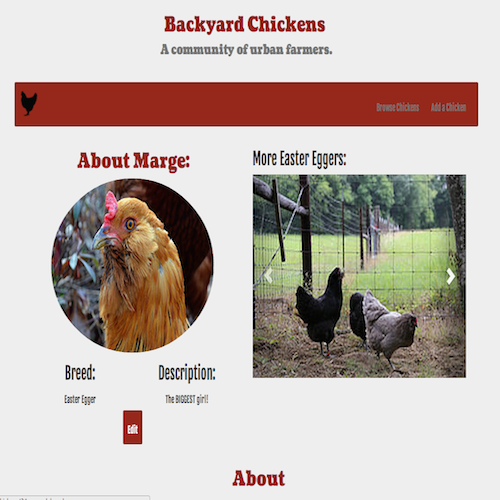 Backyard Chickens
A community of urban farmers.
Browse Chickens Add a Chicken
About Marge:
More Easter Eggers:
Breed: Description:
Easter Egger The BIGGEST girl!
Edit
About